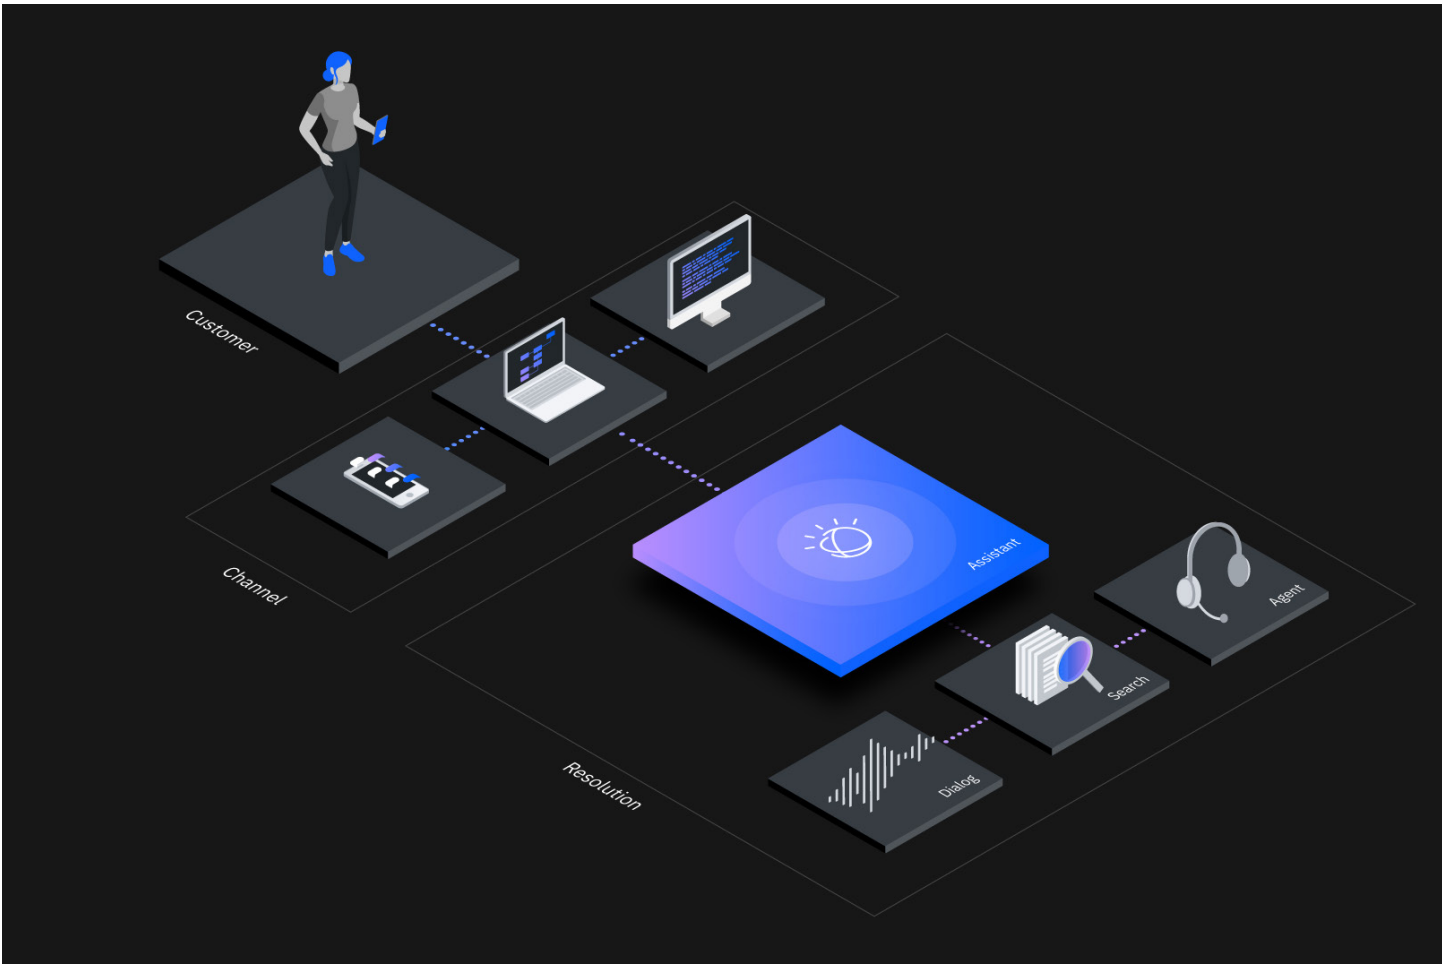 Customer
Channel
Assistant
Agent
Search
Dialog
Resolution